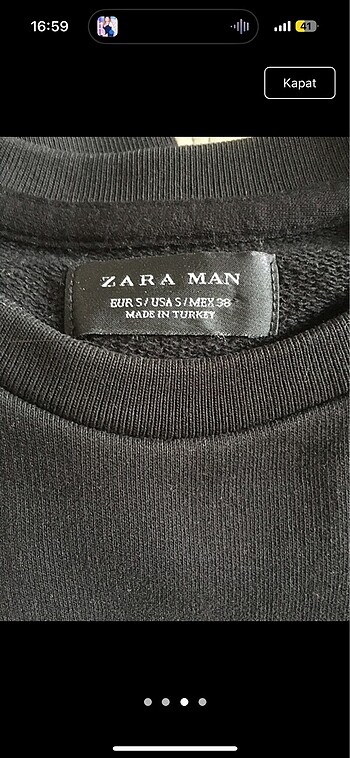 16:59
41
Kapat
ZARA MAN
EUR S / USA S / MEX 38
MADE IN TURKEY